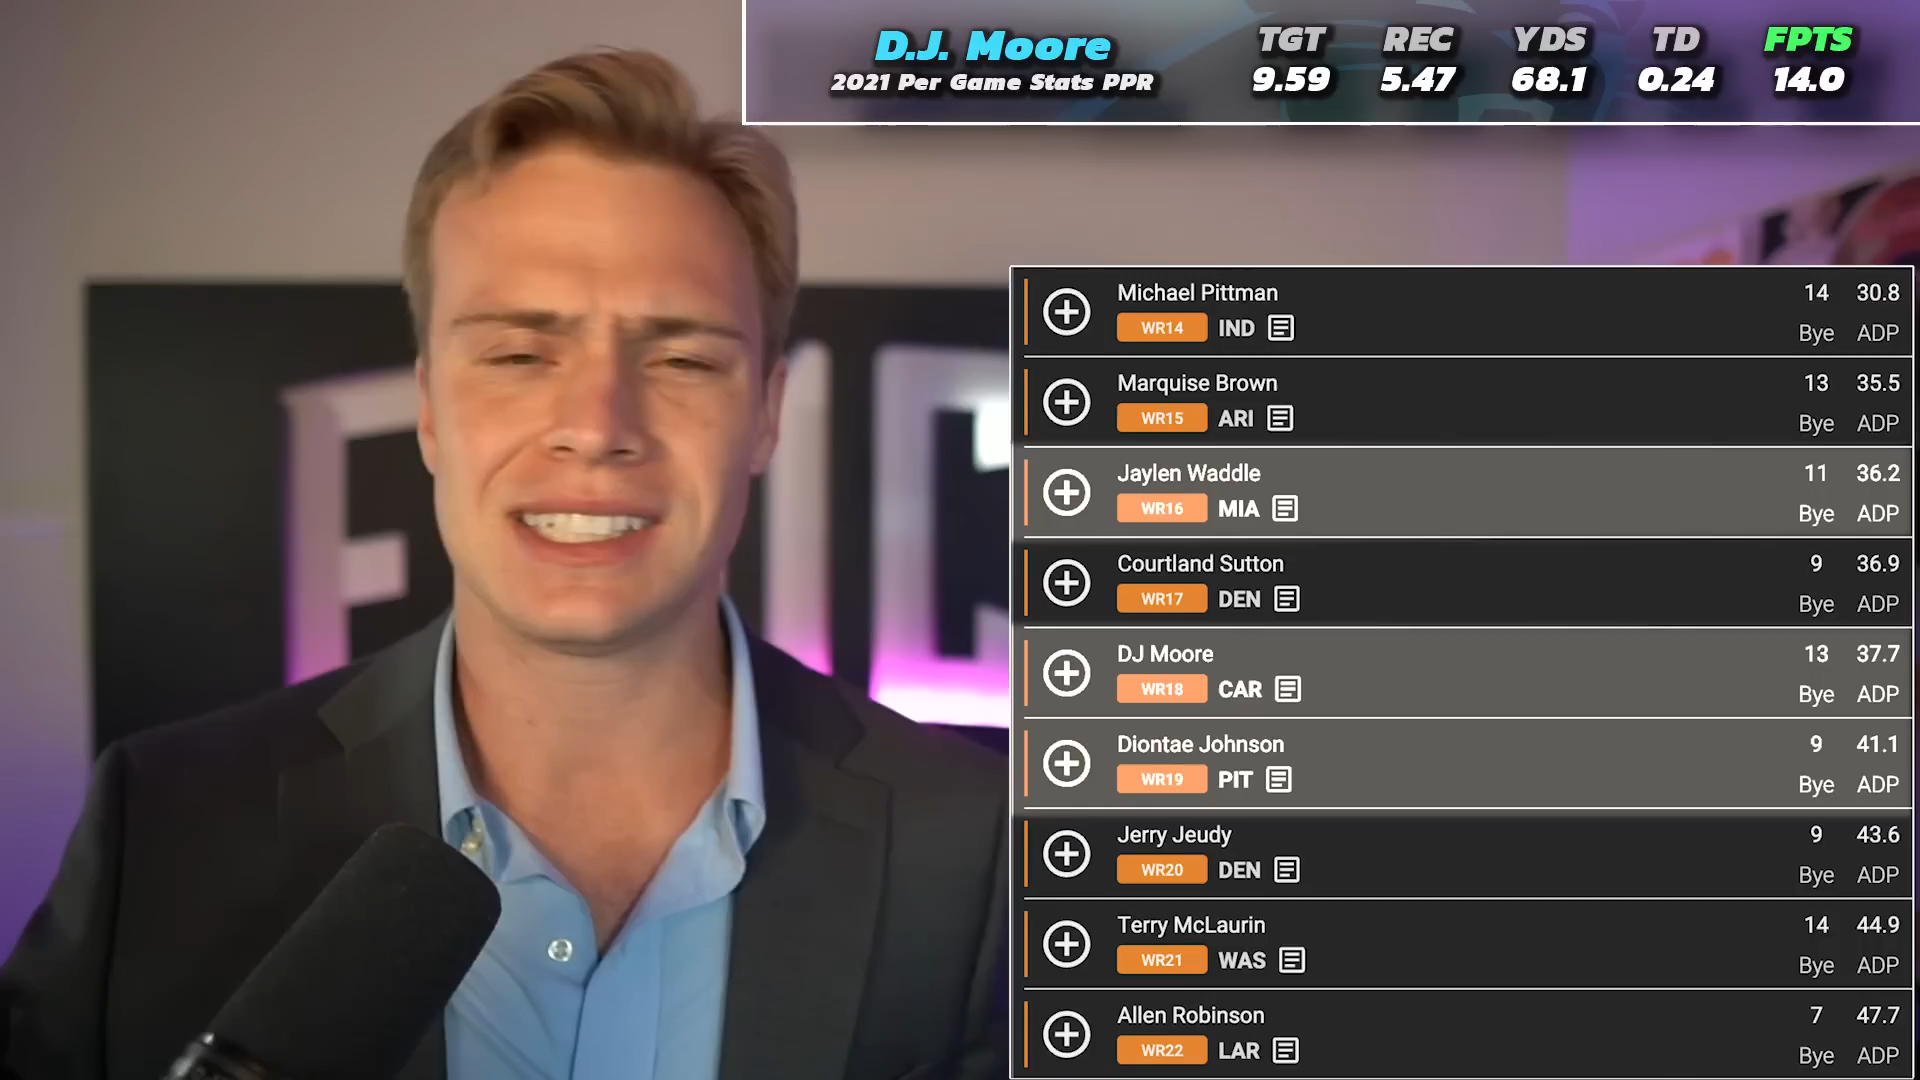 D.J. Moore
2021 Per Game Stats PPR
TGT REC YDS TD FPTS
9.59 5.47 68.1 0.24 14.0
Michael Pittman 14 30.8
WR14 IND Bye ADP
Marquise Brown 13 35.5
WR15 ARI Bye ADP
Jaylen Waddle 11 36.2
WR16 MIA Bye ADP
Courtland Sutton 9 36.9
WR17 DEN Bye ADP
DJ Moore 13 37.7
WR18 CAR Bye ADP
Diontae Johnson 9 41.1
WR19 PIT Bye ADP
Jerry Jeudy 9 43.6
WR20 DEN Bye ADP
Terry McLaurin 14 44.9
WR21 WAS Bye ADP
Allen Robinson 7 47.7
WR22 LAR Bye ADP